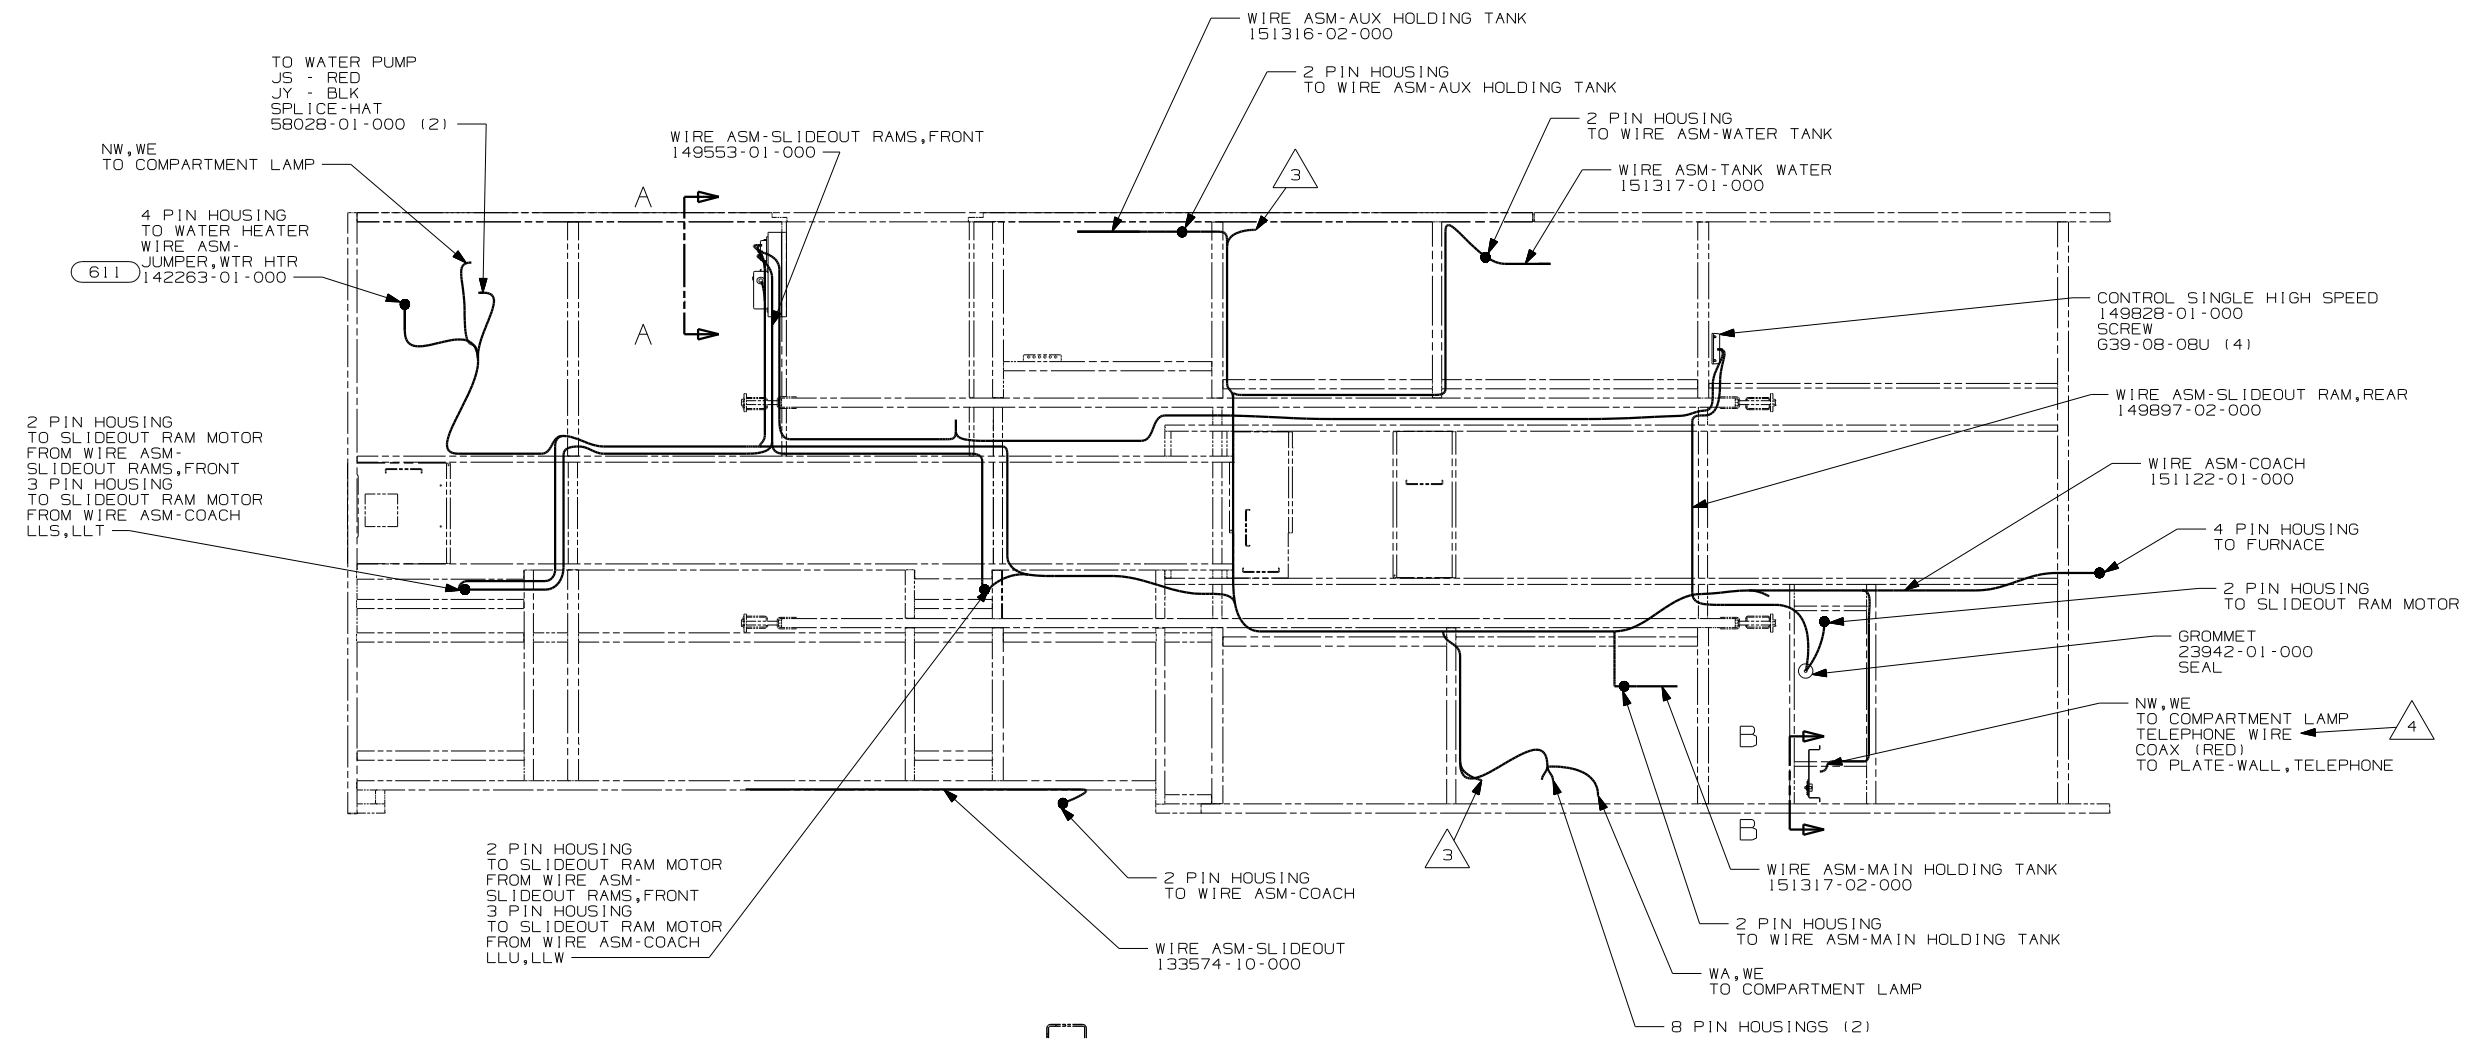 WIRE ASM-AUX HOLDING TANK
151316-02-000
2 PIN HOUSING
TO WIRE ASM-AUX HOLDING TANK
TO WATER PUMP
JS - RED
JY - BLK
SPLICE-HAT
58028-01-000 (2)
WIRE ASM-SLIDEOUT RAMS,FRONT
149553-01-000
2 PIN HOUSING
TO WIRE ASM-WATER TANK
WIRE ASM-TANK WATER
151317-01-000
NW,WE
TO COMPARTMENT LAMP
3
A
A
4 PIN HOUSING
TO WATER HEATER
WIRE ASM-
JUMPER,WTR HTR
142263-01-000
611
CONTROL SINGLE HIGH SPEED
149828-01-000
SCREW
G39-08-08U (4)
WIRE ASM-SLIDEOUT RAM,REAR
149897-02-000
2 PIN HOUSING
TO SLIDEOUT RAM MOTOR
FROM WIRE ASM-
SLIDEOUT RAMS,FRONT
3 PIN HOUSING
TO SLIDEOUT RAM MOTOR
FROM WIRE ASM-COACH
LLS,LLT
WIRE ASM-COACH
151122-01-000
4 PIN HOUSING
TO FURNACE
2 PIN HOUSING
TO SLIDEOUT RAM MOTOR
GROMMET
23942-01-000
SEAL
NW,WE
TO COMPARTMENT LAMP
TELEPHONE WIRE
COAX (RED)
TO PLATE-WALL,TELEPHONE
4
B
B
3
2 PIN HOUSING
TO SLIDEOUT RAM MOTOR
FROM WIRE ASM-
SLIDEOUT RAMS,FRONT
3 PIN HOUSING
TO SLIDEOUT RAM MOTOR
FROM WIRE ASM-COACH
LLU,LLW
2 PIN HOUSING
TO WIRE ASM-COACH
WIRE ASM-SLIDEOUT
133574-10-000
WIRE ASM-MAIN HOLDING TANK
151317-02-000
2 PIN HOUSING
TO WIRE ASM-MAIN HOLDING TANK
WA,WE
TO COMPARTMENT LAMP
8 PIN HOUSINGS (2)